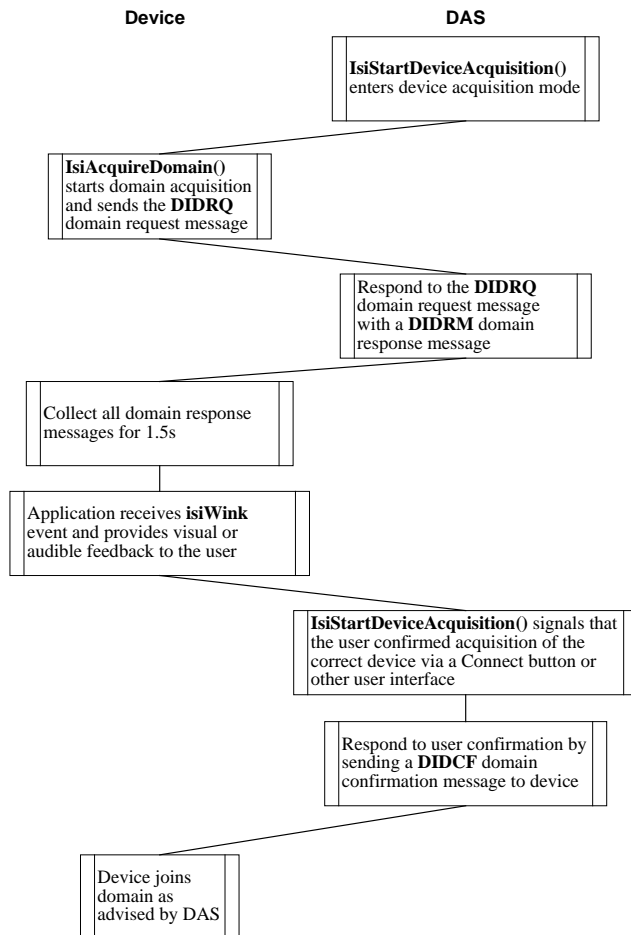 Device
DAS
IsiStartDeviceAcquisition()
enters device acquisition mode
IsiAcquireDomain()
starts domain acquisition
and sends the DIDRQ
domain request message
Respond to the DIDRQ
domain request message
with a DIDRM domain
response message
Collect all domain response
messages for 1.5s
Application receives isiWink
event and provides visual or
audible feedback to the user
IsiStartDeviceAcquisition() signals that
the user confirmed acquisition of the
correct device via a Connect button or
other user interface
Respond to user confirmation by
sending a DIDCF domain
confirmation message to device
Device joins
domain as
advised by DAS